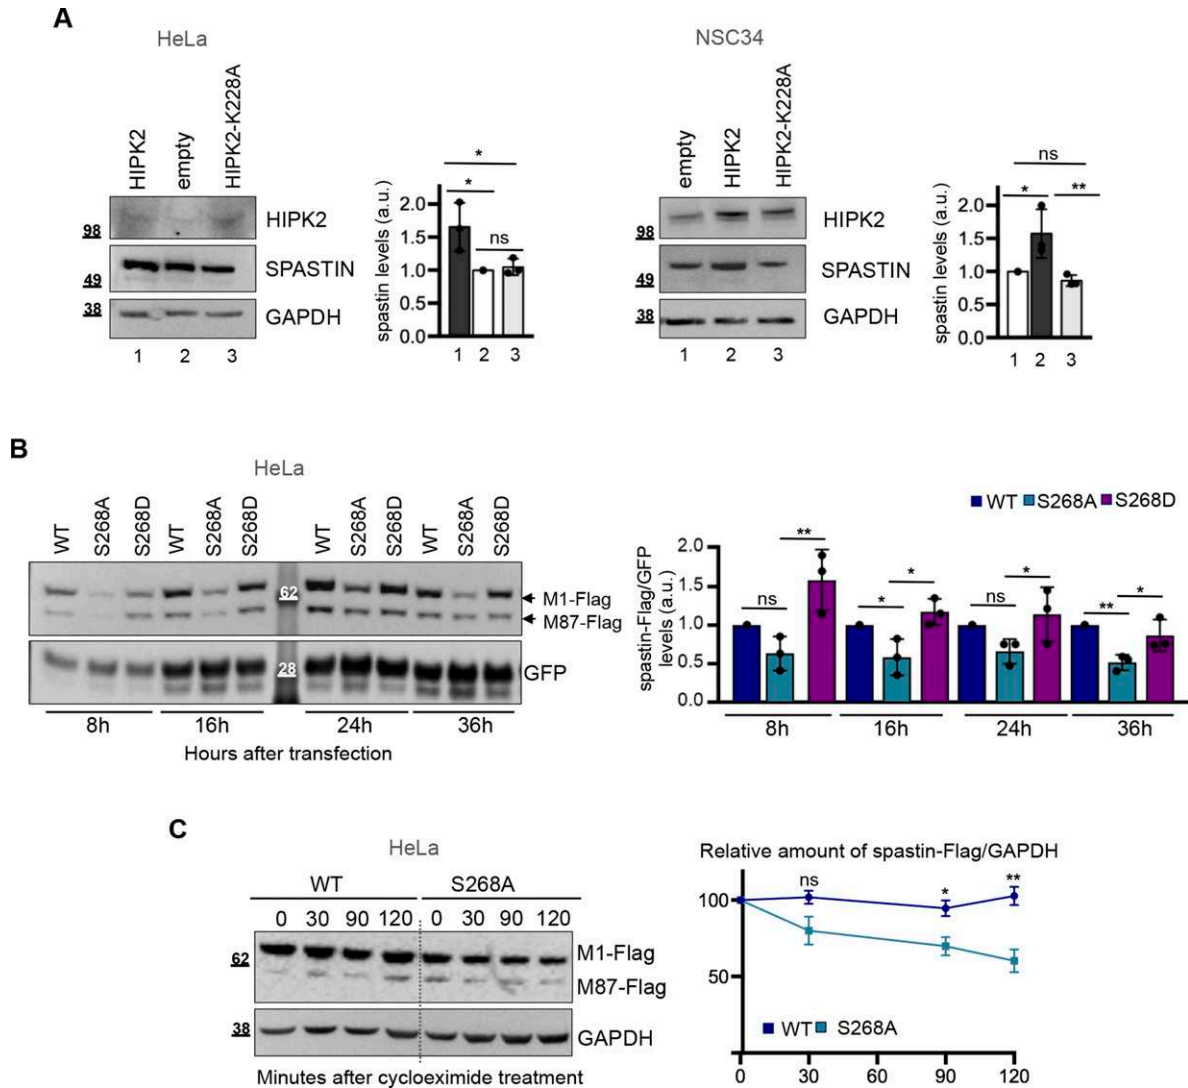 A
HeLa
HIPK2
empty
HIPK2-K228A
98
HIPK2
49
SPASTIN
38
GAPDH
1 2 3
spastin levels (a.u.)
2.0
1.5
1.0
0.5
0.0
*
*
ns
1 2 3
NSC34
empty
HIPK2
HIPK2-K228A
98
HIPK2
49
SPASTIN
38
GAPDH
1 2 3
spastin levels (a.u.)
2.0
1.5
1.0
1.0
0.0
ns
* **
1 2 3
B
HeLa
WT S268A S268D WT S268A S268D WT S268A S268D WT S268A S268D
62
M1-Flag
M87-Flag
28
GFP
8h 16h 24h 36h
Hours after transfection
WT S268A S268D
spastin-Flag/GFP
levels (a.u.)
2.0
1.5
1.0
0.5
0.0
ns ** * * ns * ** *
8h 16h 24h 36h
C
HeLa
WT S268A
0 30 90 120 0 30 90 120
62
M1-Flag
M87-Flag
38
GAPDH
Minutes after cycloeximide treatment
Relative amount of spastin-Flag/GAPDH
100
50
ns * **
WT S268A
0 30 60 90 120